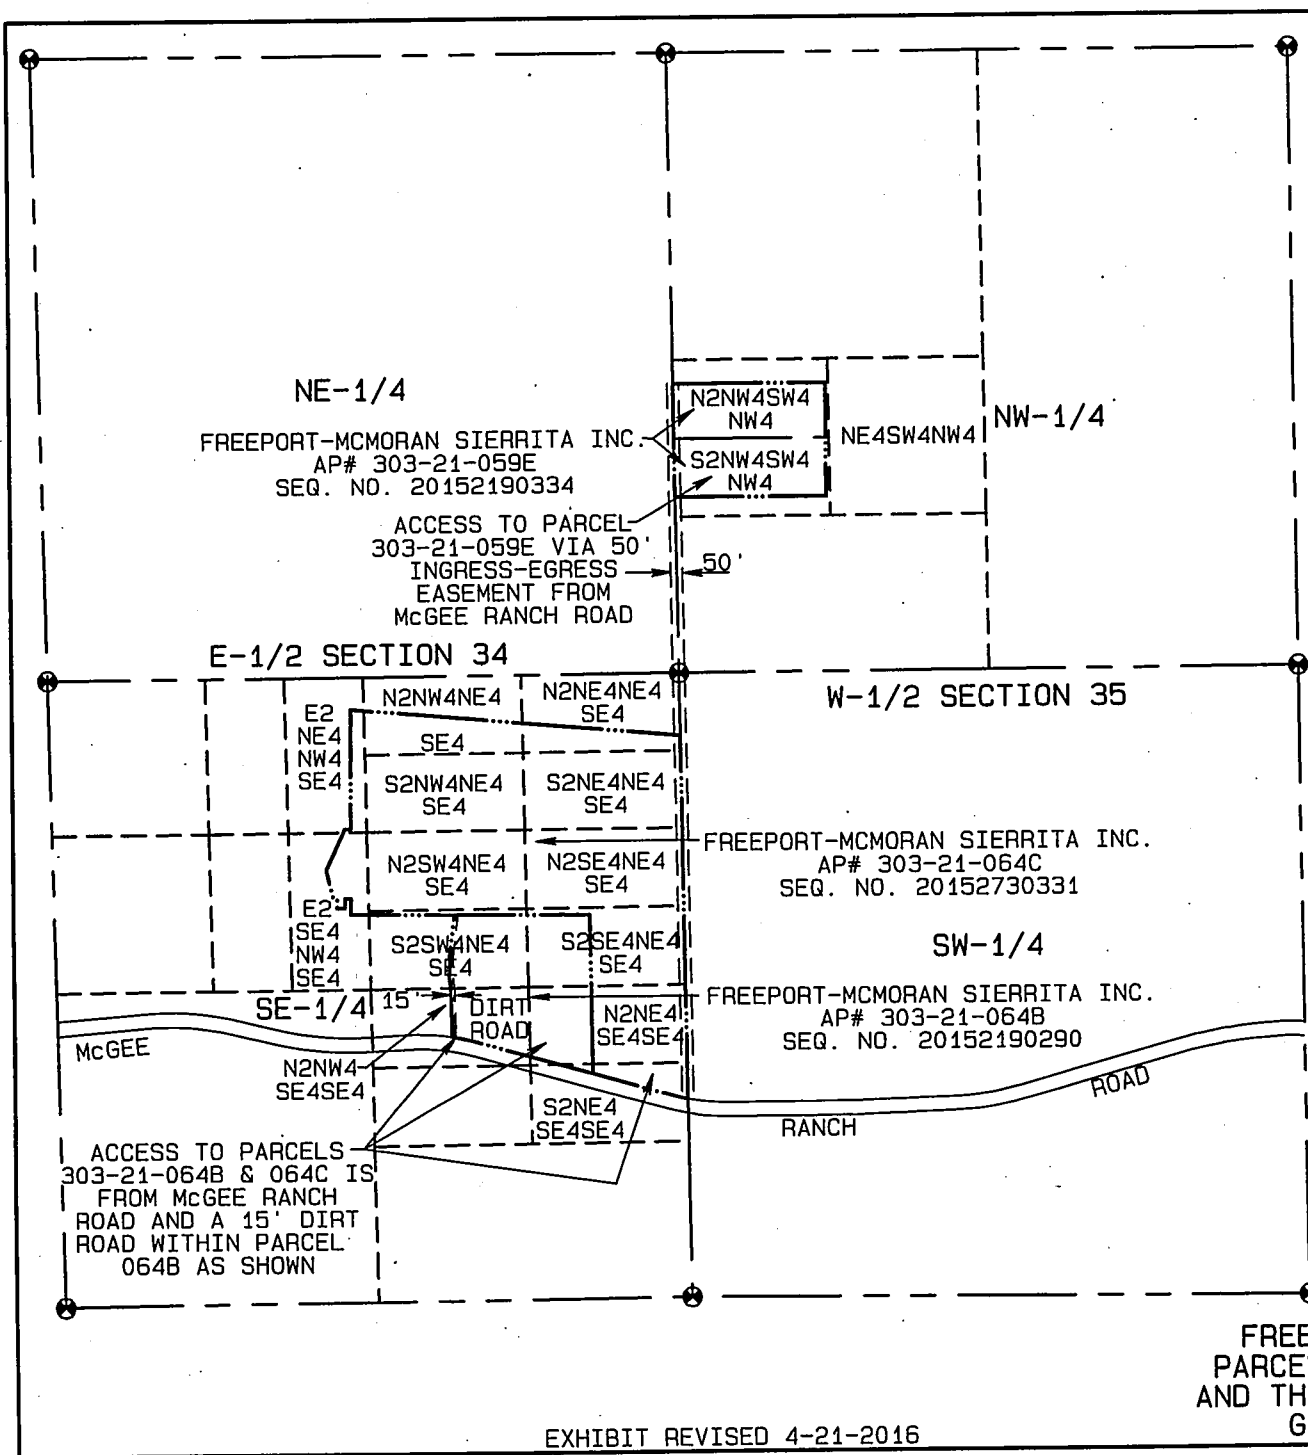 NE-1/4
FREEPORT-MCMORAN SIERRITA INC.
AP# 303-21-059E
SEQ. NO. 20152190334
N2NW4SW4
NW4
S2NW4SW4
NW4
NE4SW4NW4
NW-1/4
ACCESS TO PARCEL
303-21-059E VIA 50'
INGRESS-EGRESS
EASEMENT FROM
McGEE RANCH ROAD
50'
E-1/2 SECTION 34
W-1/2 SECTION 35
E2
NE4
NW4
SE4
N2NW4NE4
SE4
N2NE4NE4
SE4
S2NW4NE4
SE4
S2NE4NE4
SE4
N2SW4NE4
SE4
N2SE4NE4
SE4
FREEPORT-MCMORAN SIERRITA INC.
AP# 303-21-064C
SEQ. NO. 20152730331
E2
SE4
NW4
SE4
S2SW4NE4
SE4
S2SE4NE4
SE4
SW-1/4
SE-1/4
15'
DIRT
ROAD
N2NE4
SE4SE4
FREEPORT-MCMORAN SIERRITA INC.
AP# 303-21-064B
SEQ. NO. 20152190290
McGEE
RANCH
ROAD
N2NW4
SE4SE4
S2NE4
SE4SE4
ACCESS TO PARCELS
303-21-064B & 064C IS
FROM McGEE RANCH
ROAD AND A 15' DIRT
ROAD WITHIN PARCEL
064B AS SHOWN
FREE
PARCE
AND TH
G
EXHIBIT REVISED 4-21-2016